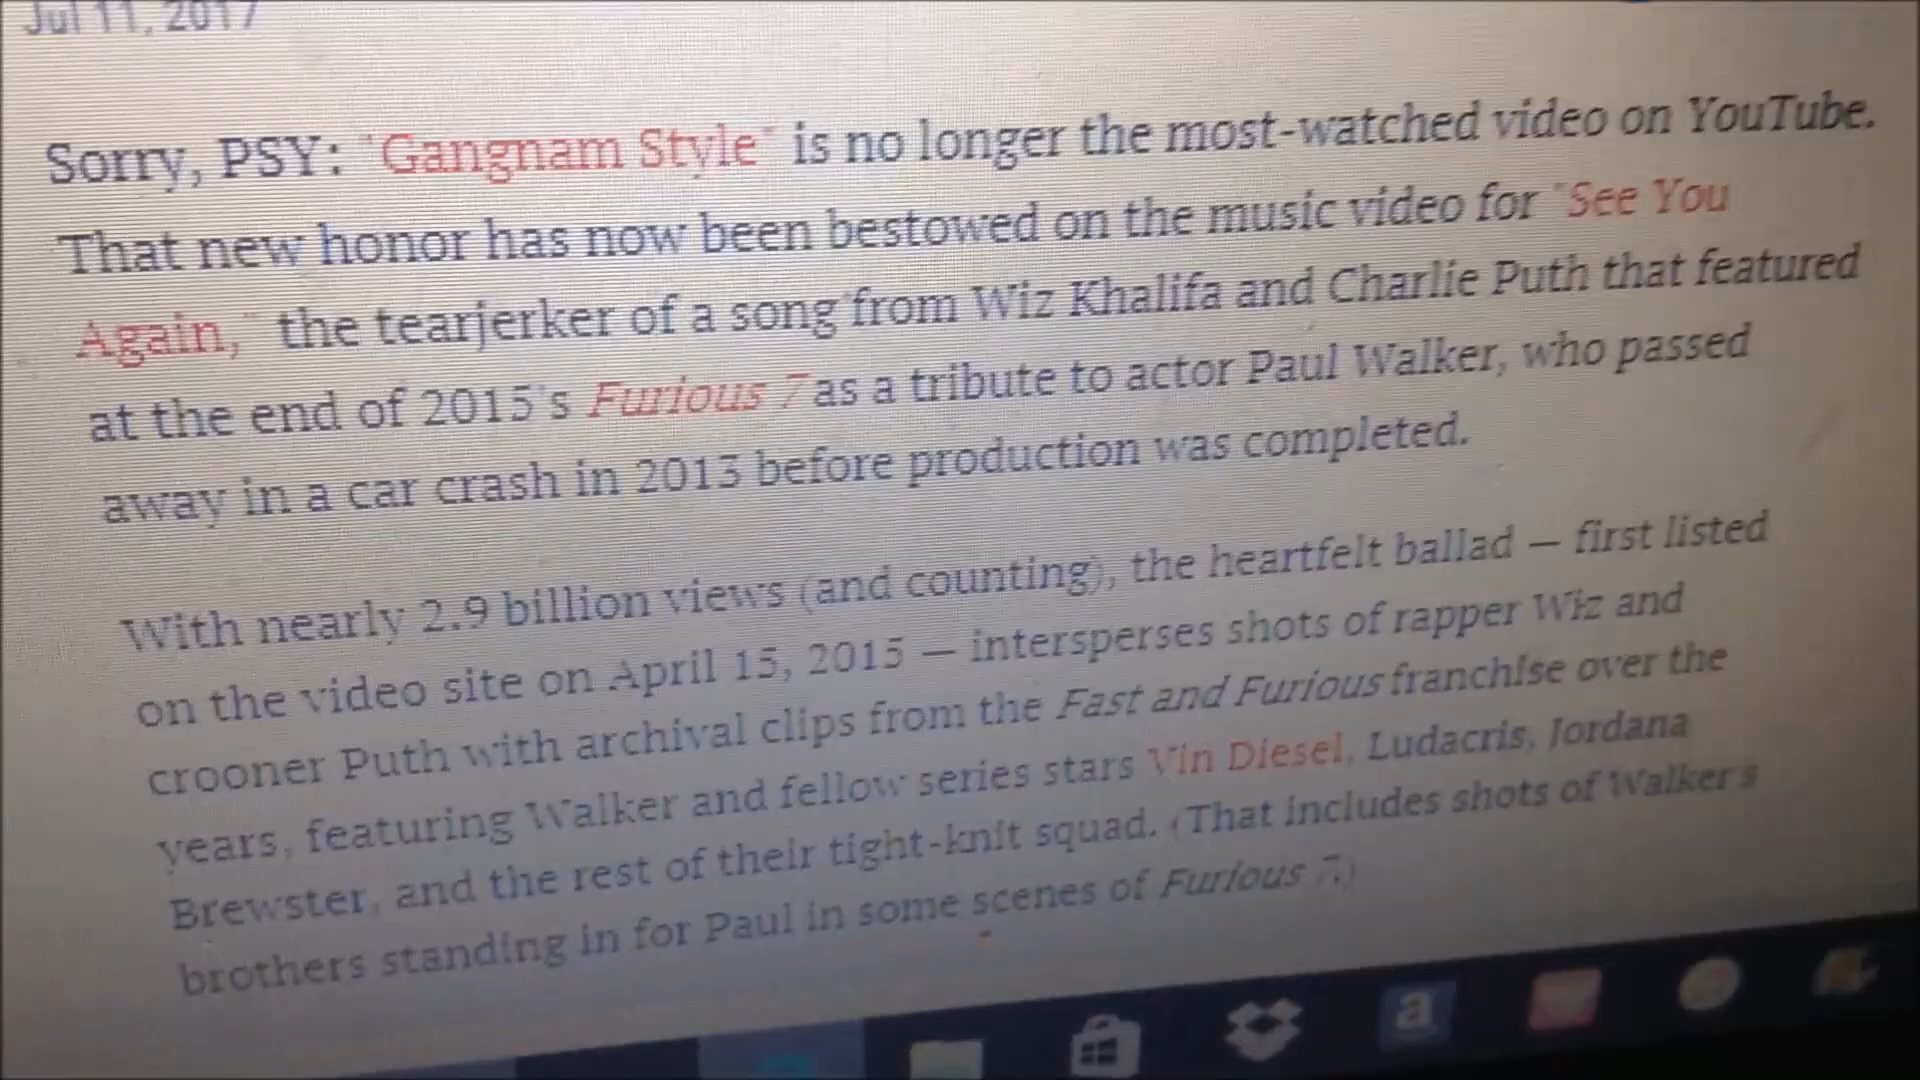 Jul 11, 2017
Sorry, PSY: "Gangnam Style" is no longer the most-watched video on YouTube.
That new honor has now been bestowed on the music video for "See You
Again," the tearjerker of a song from Wiz Khalifa and Charlie Puth that featured
at the end of 2015's Furious 7 as a tribute to actor Paul Walker, who passed
away in a car crash in 2013 before production was completed.
With nearly 2.9 billion views (and counting), the heartfelt ballad — first listed
on the video site on April 15, 2015 — intersperses shots of rapper Wiz and
crooner Puth with archival clips from the Fast and Furious franchise over the
years, featuring Walker and fellow series stars Vin Diesel, Ludacris, Jordana
Brewster, and the rest of their tight-knit squad. (That includes shots of Walker's
brothers standing in for Paul in some scenes of Furious 7.)
a